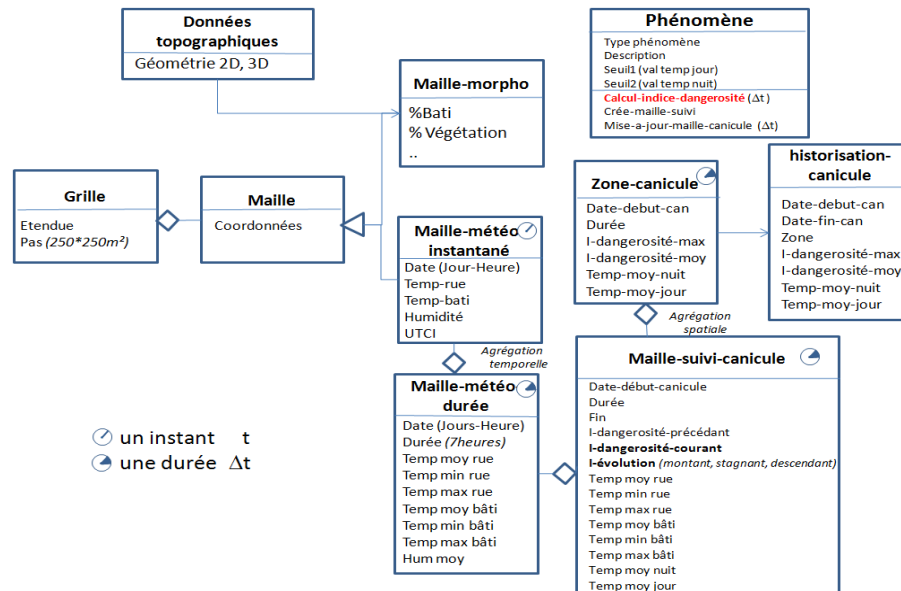 Données
topographiques
Géométrie 2D, 3D
Phénomène
Type phénomène
Description
Seuil1 (val temp jour)
Seuil2 (val temp nuit)
Calcul-indice-dangerosité (Δt)
Crée-maille-suivi
Mise-a-jour-maille-canicule (Δt)
Maille-morpho
%Bati
% Végétation
..
Grille
Etendue
Pas (250*250m²)
Maille
Coordonnées
Maille-météo
instantané
Date (Jour-Heure)
Temp-rue
Temp-bati
Humidité
UTCI
Zone-canicule
Date-debut-can
Durée
I-dangerosité-max
I-dangerosité-moy
Temp-moy-nuit
Temp-moy-jour
historisation-
canicule
Date-debut-can
Date-fin-can
Zone
I-dangerosité-max
I-dangerosité-moy
Temp-moy-nuit
Temp-moy-jour
Agrégation
temporelle
Agrégation
spatiale
Maille-météo
durée
Date (Jours-Heure)
Durée (7heures)
Temp moy rue
Temp min rue
Temp max rue
Temp moy bâti
Temp min bâti
Temp max bâti
Hum moy
Maille-suivi-canicule
Date-début-canicule
Durée
Fin
I-dangerosité-précédant
I-dangerosité-courant
I-évolution (montant, stagnant, descendant)
Temp moy rue
Temp min rue
Temp max rue
Temp moy bâti
Temp min bâti
Temp max bâti
Temp moy nuit
Temp moy jour
un instant t
une durée Δt